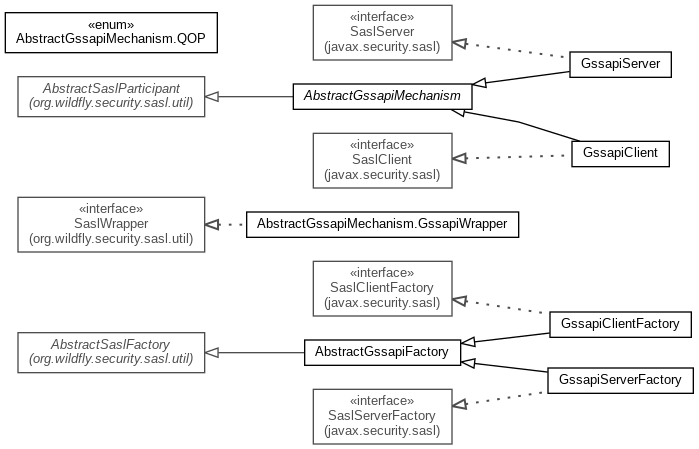 «enum»
AbstractGssapiMechanism.QOP
«interface»
SaslServer
(javax.security.sasl)
GssapiServer
AbstractSaslParticipant
(org.wildfly.security.sasl.util)
AbstractGssapiMechanism
«interface»
SaslClient
(javax.security.sasl)
GssapiClient
«interface»
SaslWrapper
(org.wildfly.security.sasl.util)
AbstractGssapiMechanism.GssapiWrapper
«interface»
SaslClientFactory
(javax.security.sasl)
GssapiClientFactory
AbstractSaslFactory
(org.wildfly.security.sasl.util)
AbstractGssapiFactory
GssapiServerFactory
«interface»
SaslServerFactory
(javax.security.sasl)